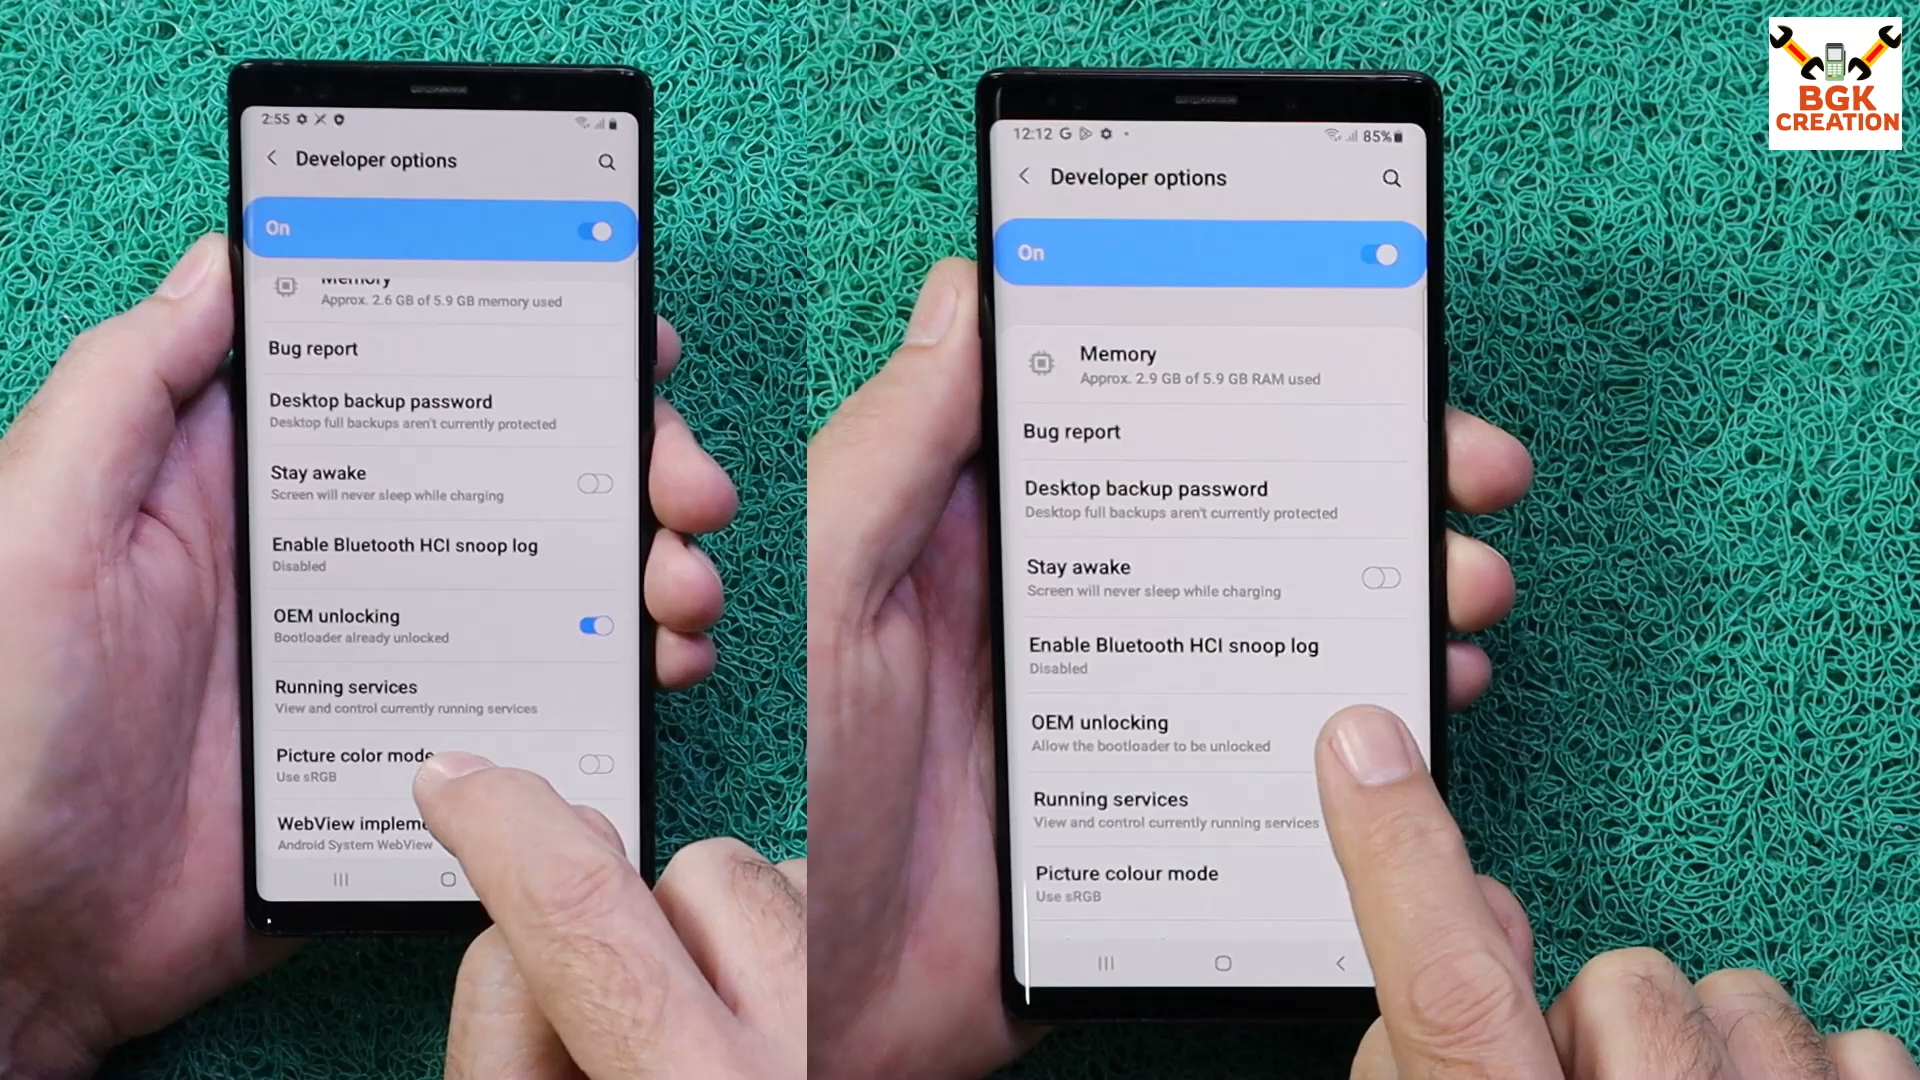 2:55
Developer options
On
Memory
Approx. 2.6 GB of 5.9 GB memory used
Bug report
Desktop backup password
Desktop full backups aren't currently protected
Stay awake
Screen will never sleep while charging
Enable Bluetooth HCI snoop log
Disabled
OEM unlocking
Bootloader already unlocked
Running services
View and control currently running services
Picture color mode
Use sRGB
WebView impleme
Android System WebView
12:12 G 85%
Developer options
On
Memory
Approx. 2.9 GB of 5.9 GB RAM used
Bug report
Desktop backup password
Desktop full backups aren't currently protected
Stay awake
Screen will never sleep while charging
Enable Bluetooth HCI snoop log
Disabled
OEM unlocking
Allow the bootloader to be unlocked
Running services
View and control currently running services
Picture colour mode
Use sRGB
BGK
CREATION